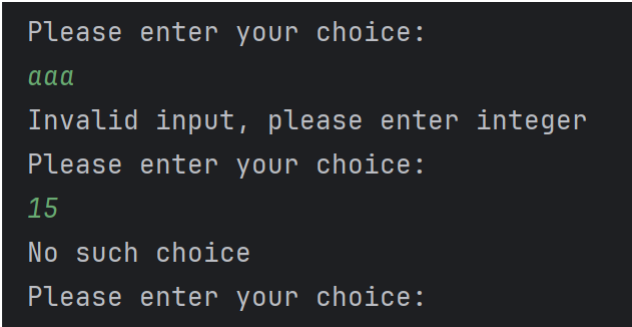 Please enter your choice:
aaa
Invalid input, please enter integer
Please enter your choice:
15
No such choice
Please enter your choice: